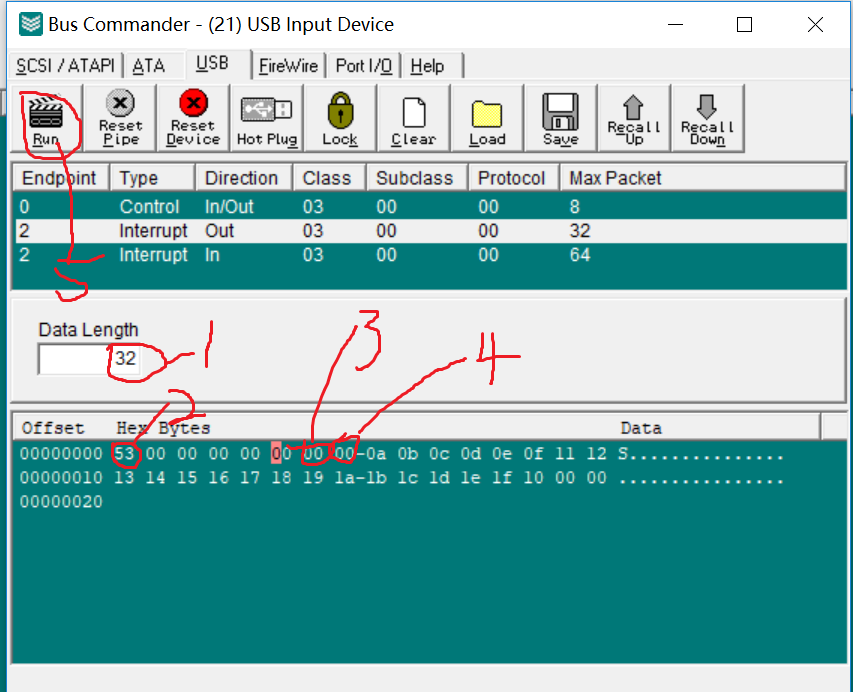 Bus Commander - (21) USB Input Device
SCSI / ATAPI ATA USB FireWire Port I/O Help
Run Reset Pipe Reset Device Hot Plug Lock Clear Load Save Recall Up Recall Down
Endpoint Type Direction Class Subclass Protocol Max Packet
0 Control In/Out 03 00 00 8
2 Interrupt Out 03 00 00 32
2 Interrupt In 03 00 00 64
5
Data Length
32 1 3 4
2
Offset Hex Bytes Data
00000000 53 00 00 00 00 00 00 00-0a 0b 0c 0d 0e 0f 11 12 S...............
00000010 13 14 15 16 17 18 19 1a-1b 1c 1d 1e 1f 10 00 00 ................
00000020